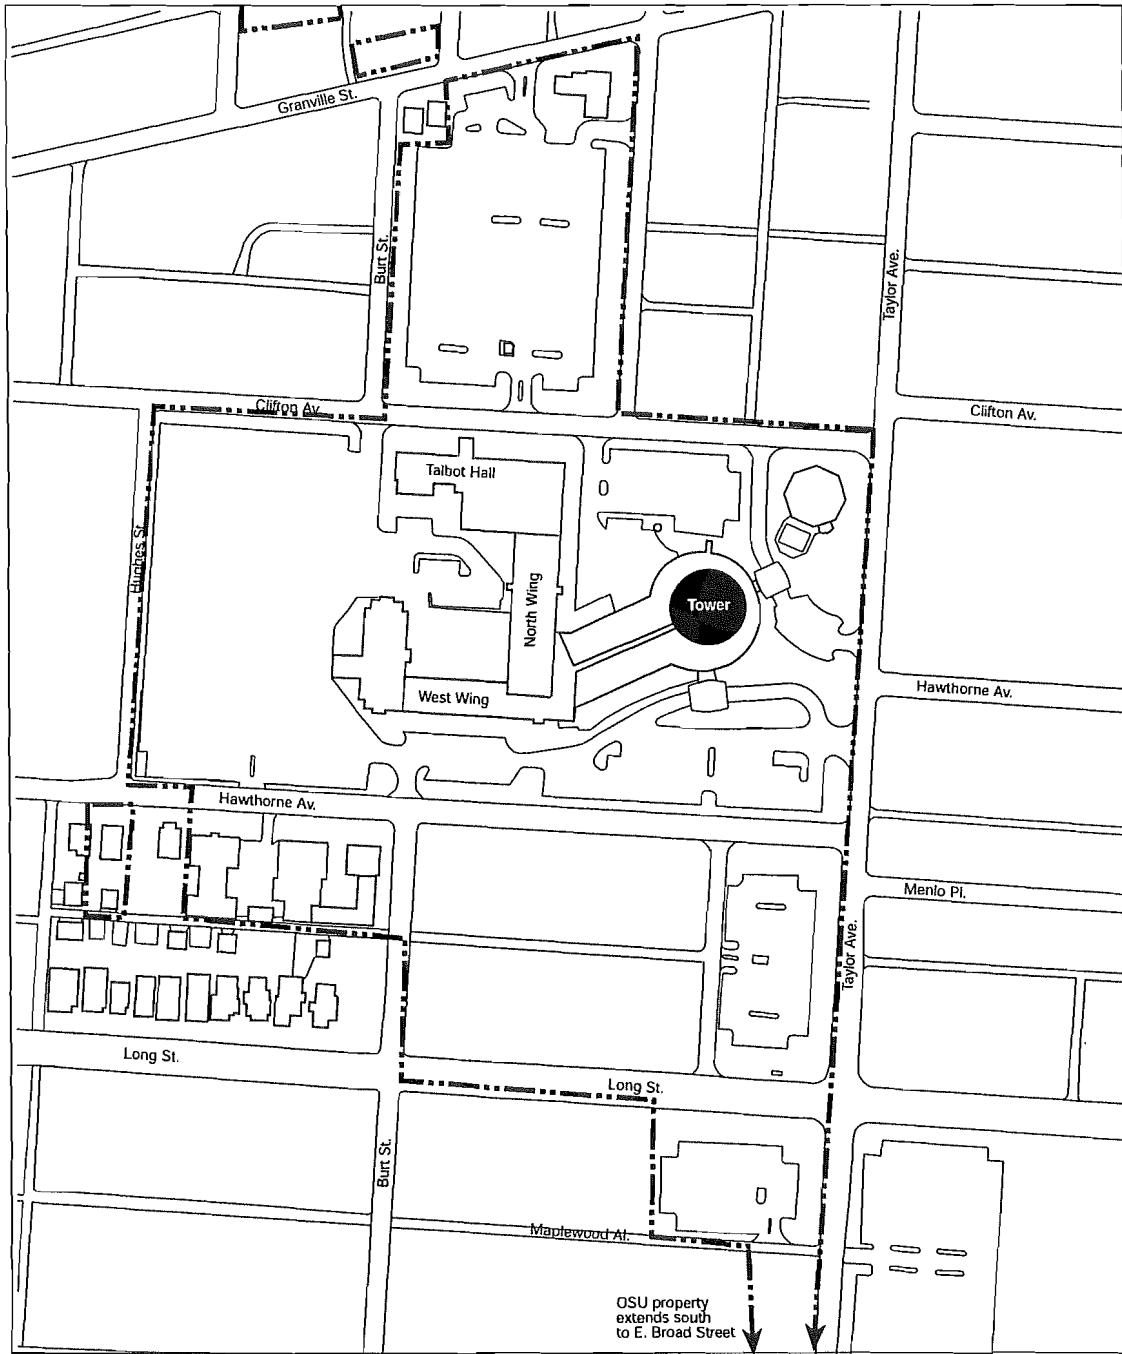 Granville St.
Burt St.
Taylor Ave.
Clifton Av.
Clifton Av.
Talbot Hall
Hughes St.
North Wing
Tower
West Wing
Hawthorne Av.
Hawthorne Av.
Menlo Pl.
Taylor Ave.
Long St.
Long St.
Burt St.
Maplewood Al.
OSU property
extends south
to E. Broad Street